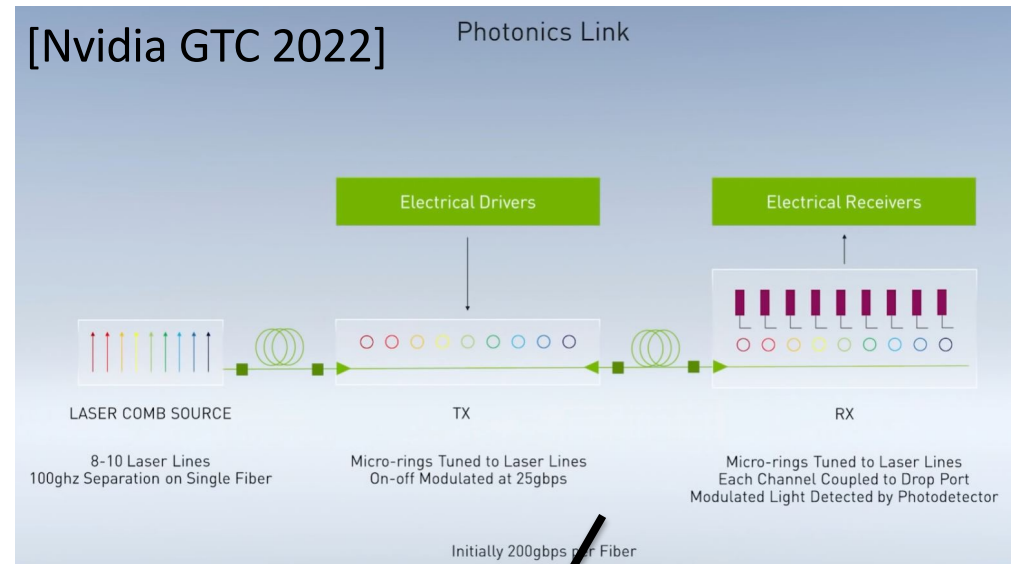 [Nvidia GTC 2022]
Photonics Link
Electrical Drivers
Electrical Receivers
LASER COMB SOURCE
8-10 Laser Lines
100ghz Separation on Single Fiber
TX
Micro-rings Tuned to Laser Lines
On-off Modulated at 25gbps
RX
Micro-rings Tuned to Laser Lines
Each Channel Coupled to Drop Port
Modulated Light Detected by Photodetector
Initially 200gbps per Fiber